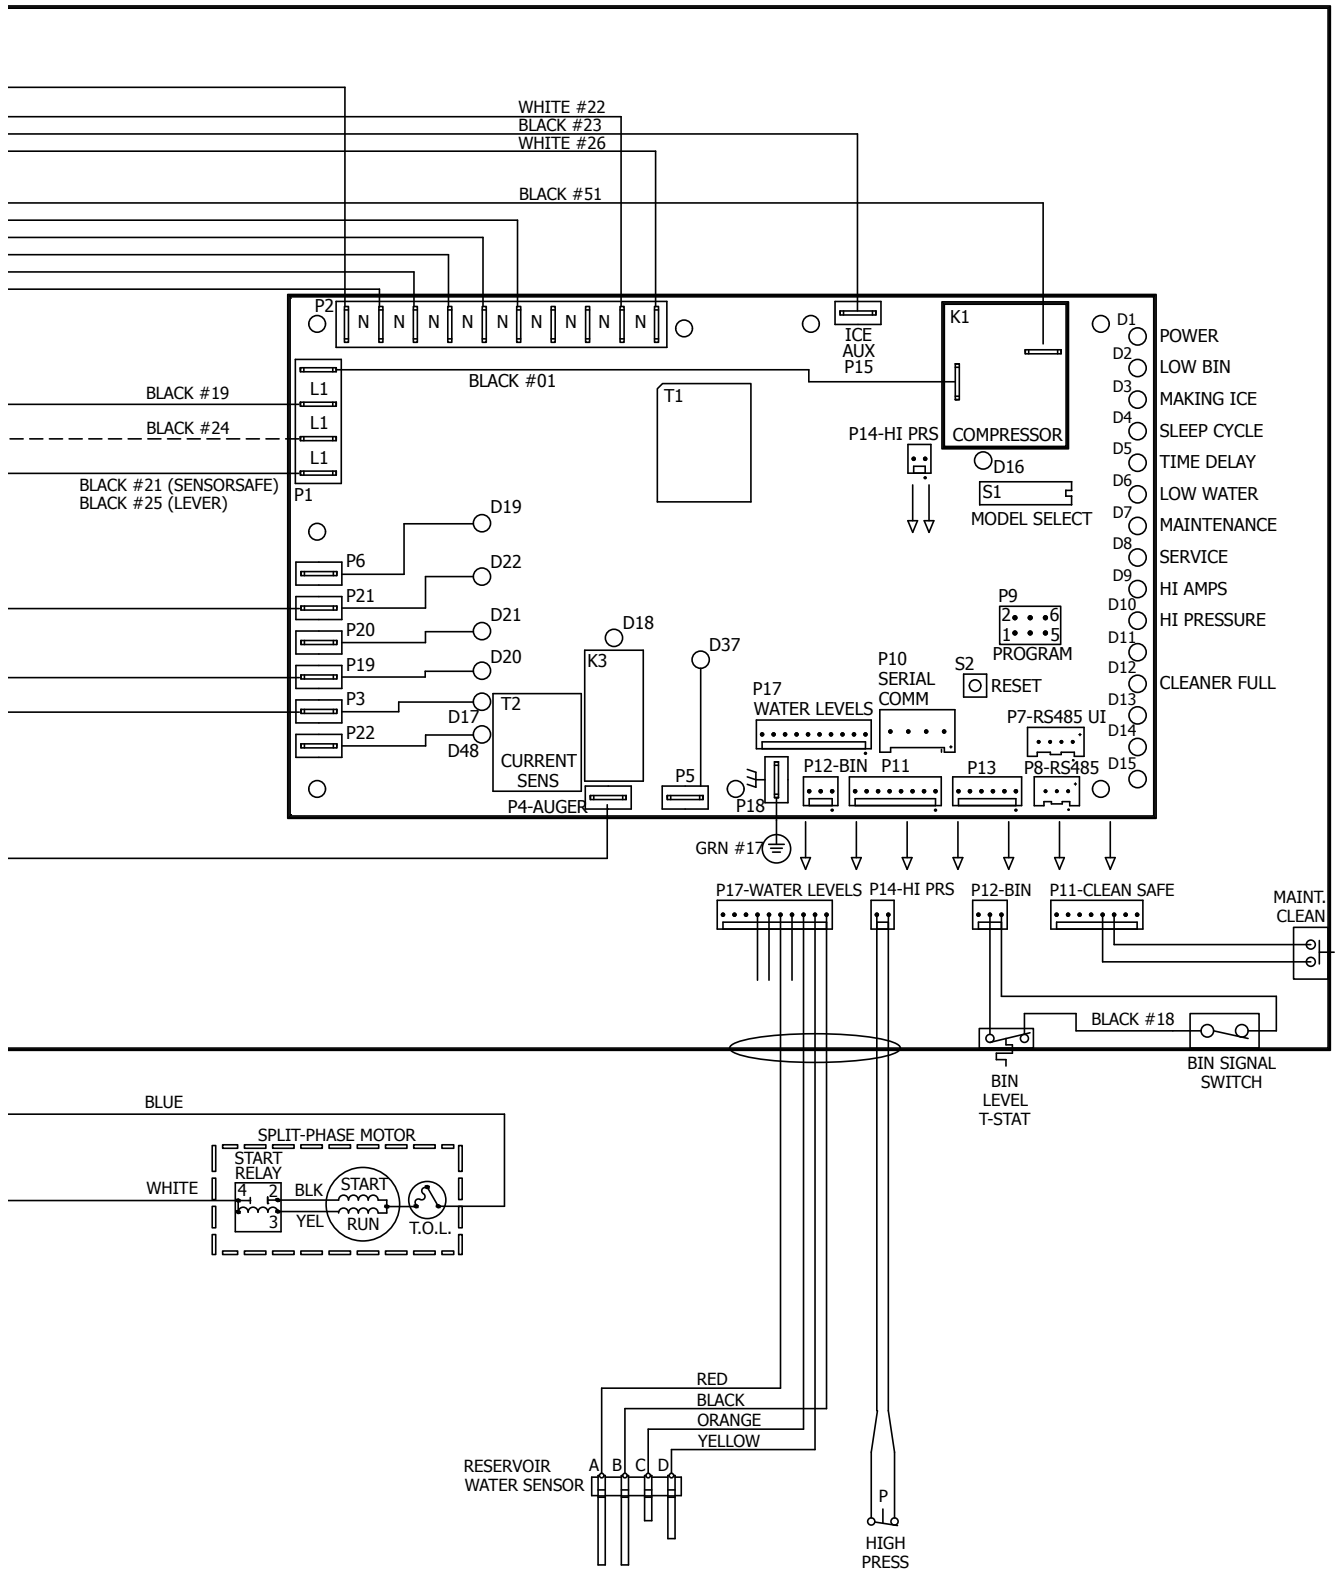 WHITE #22
BLACK #23
WHITE #26
BLACK #51
P2
N N N N N N N N N
ICE
AUX
P15
K1
COMPRESSOR
D1
POWER
D2
LOW BIN
D3
MAKING ICE
D4
SLEEP CYCLE
D5
TIME DELAY
D6
LOW WATER
D7
MAINTENANCE
D8
SERVICE
D9
HI AMPS
D10
HI PRESSURE
D11
D12
CLEANER FULL
D13
D14
D15
BLACK #01
BLACK #19
L1
BLACK #24
L1
L1
BLACK #21 (SENSORSAFE)
BLACK #25 (LEVER)
P1
T1
P14-HI PRS
D16
S1
MODEL SELECT
D19
P6
D22
P21
D21
P20
D20
P19
P3
D17
P22
D48
T2
CURRENT
SENS
D18
K3
D37
P4-AUGER
P5
P9
2 6
1 5
PROGRAM
P10
SERIAL
COMM
S2
RESET
P17
WATER LEVELS
P7-RS485 UI
P12-BIN
P11
P13
P8-RS485
P18
GRN #17
P17-WATER LEVELS
P14-HI PRS
P12-BIN
P11-CLEAN SAFE
MAINT.
CLEAN
BLACK #18
BIN SIGNAL
SWITCH
BIN
LEVEL
T-STAT
BLUE
SPLIT-PHASE MOTOR
START
RELAY
WHITE
4 2
3
BLK
YEL
START
RUN
T.O.L.
RED
BLACK
ORANGE
YELLOW
RESERVOIR
WATER SENSOR
A B C D
P
HIGH
PRESS